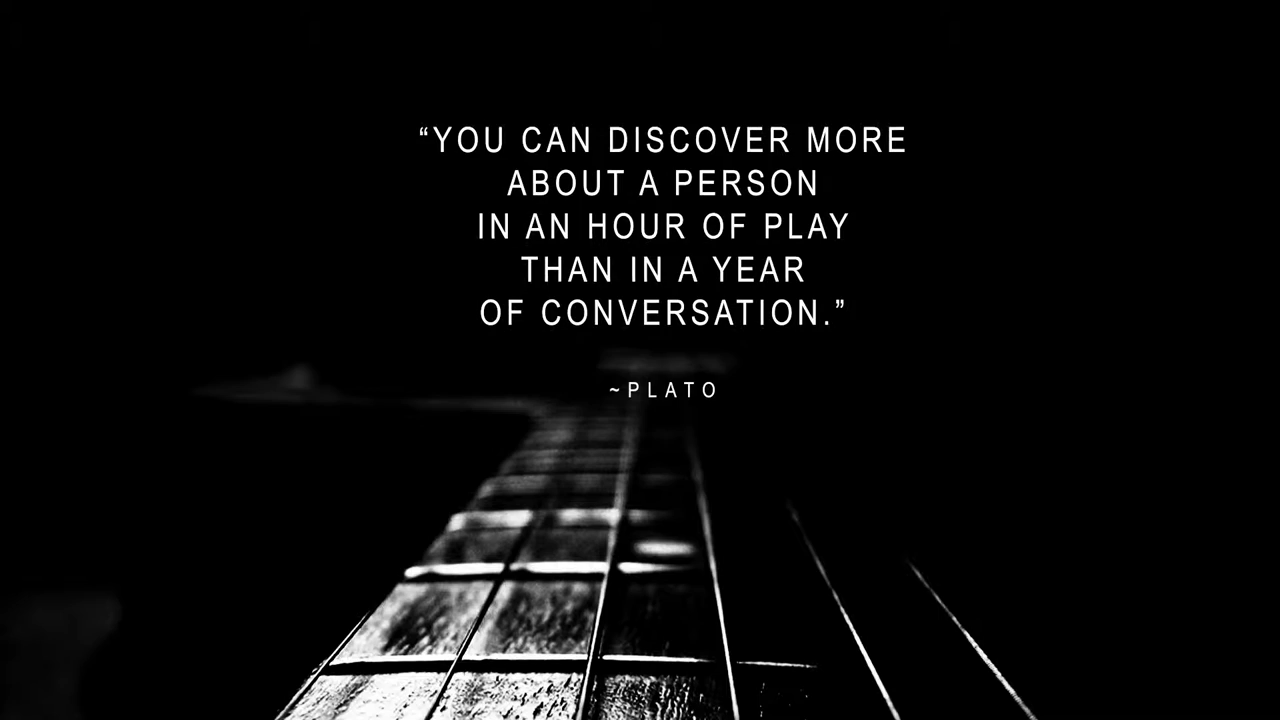 “YOU CAN DISCOVER MORE
ABOUT A PERSON
IN AN HOUR OF PLAY
THAN IN A YEAR
OF CONVERSATION.”
~PLATO